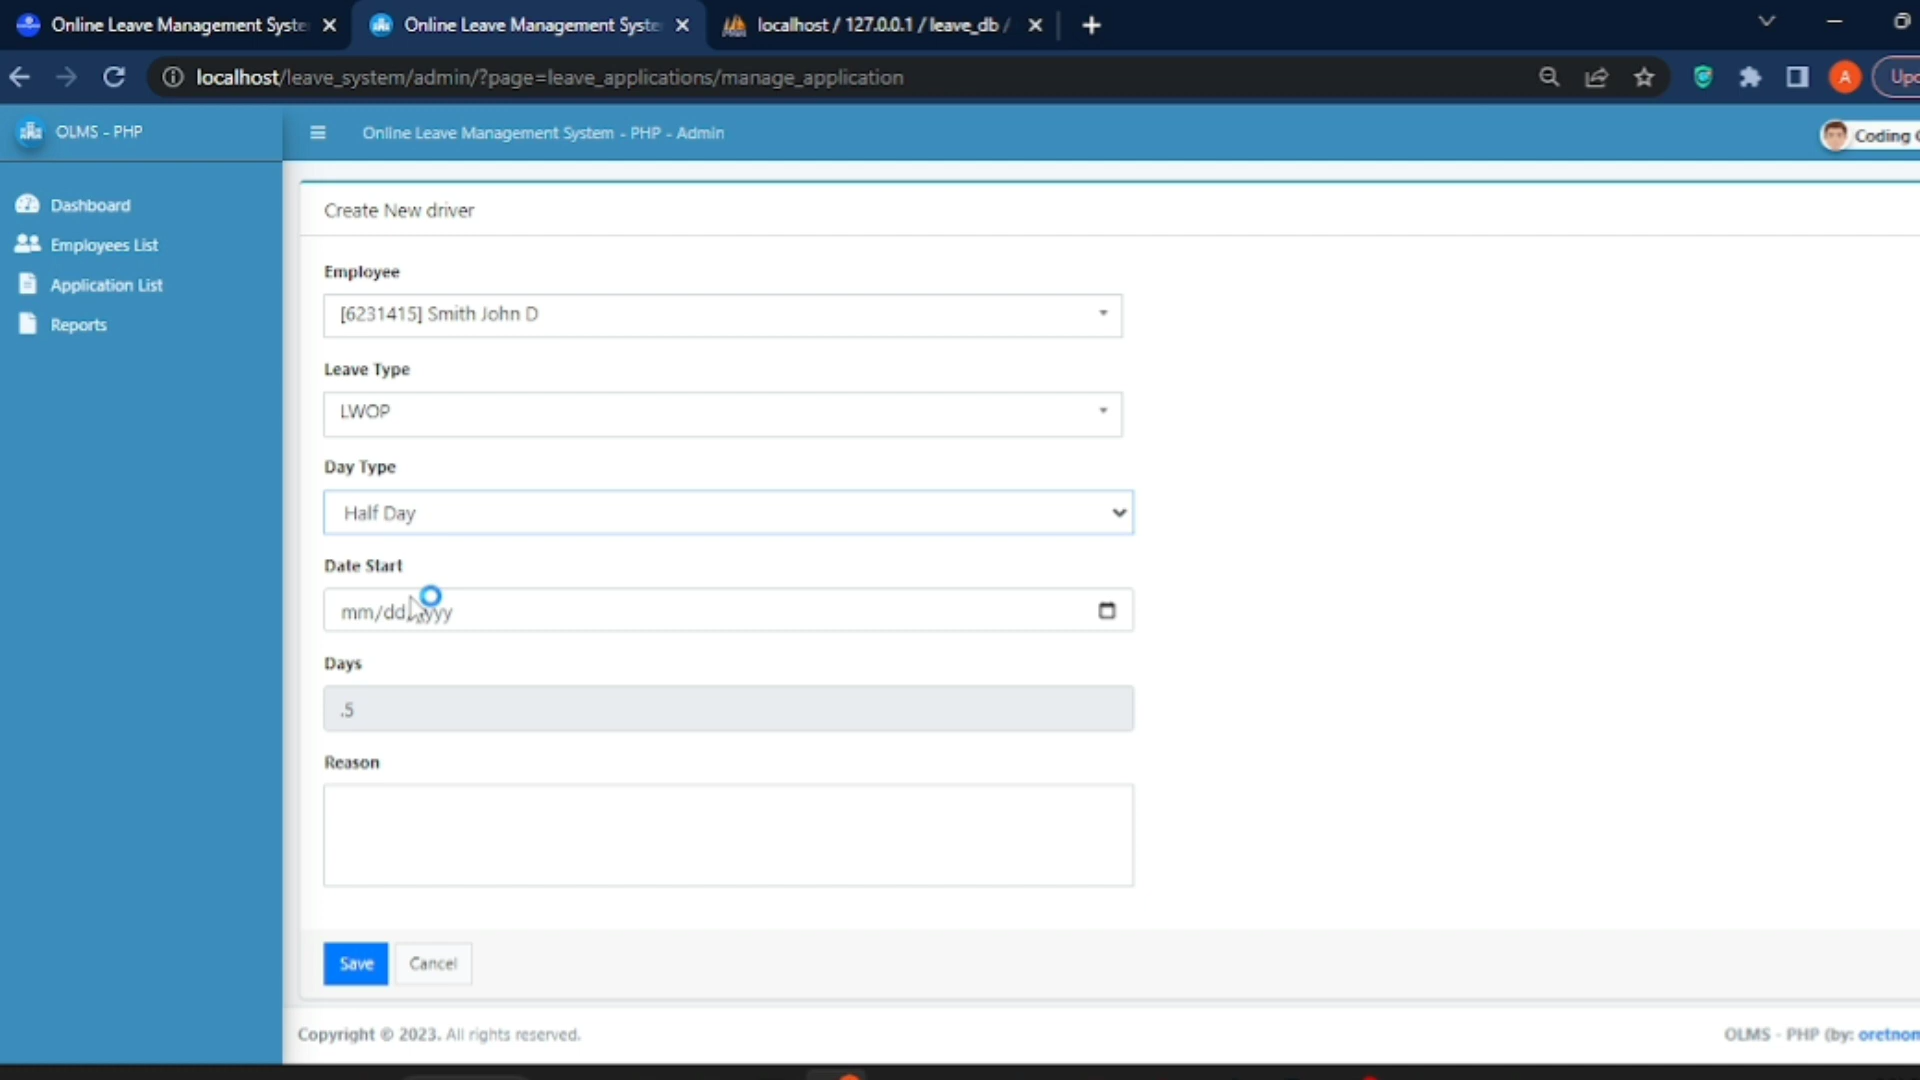 Online Leave Management Syste
Online Leave Management Syste
localhost / 127.0.0.1 / leave_db /
localhost/leave_system/admin/?page=leave_applications/manage_application
A
OLMS - PHP
Online Leave Management System - PHP - Admin
Coding
Dashboard
Employees List
Application List
Reports
Create New driver
Employee
[6231415] Smith John D
Leave Type
LWOP
Day Type
Half Day
Date Start
mm/dd/yyyy
Days
.5
Reason
Save
Cancel
Copyright © 2023. All rights reserved.
OLMS - PHP (by: oretnom